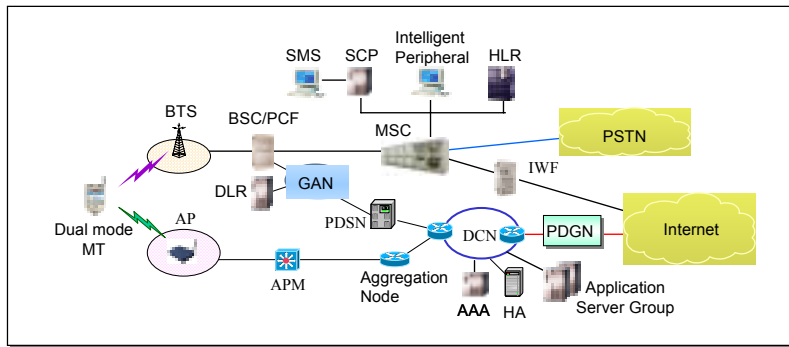 Intelligent
Peripheral
SMS
SCP
HLR
BTS
BSC/PCF
MSC
PSTN
IWF
DLR
GAN
Dual mode
MT
AP
PDSN
DCN
PDGN
Internet
APM
Aggregation
Node
AAA
HA
Application
Server Group